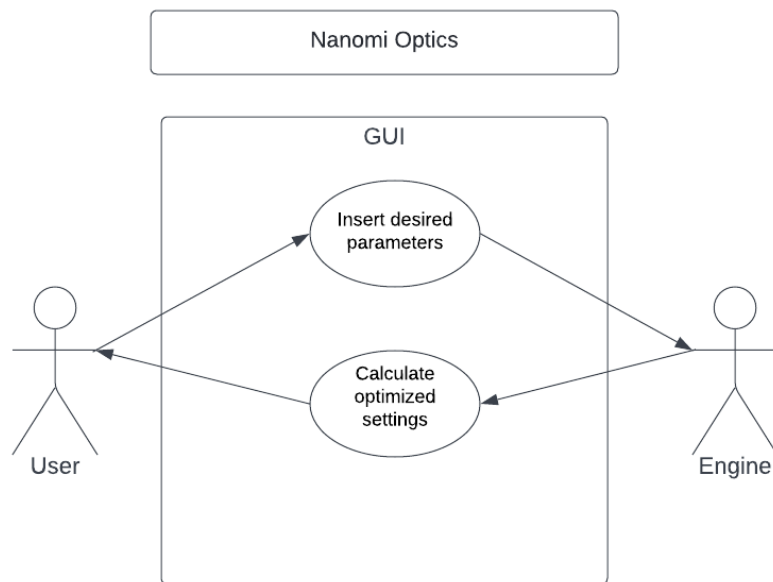 Nanomi Optics
GUI
Insert desired
parameters
Calculate
optimized
settings
User
Engine